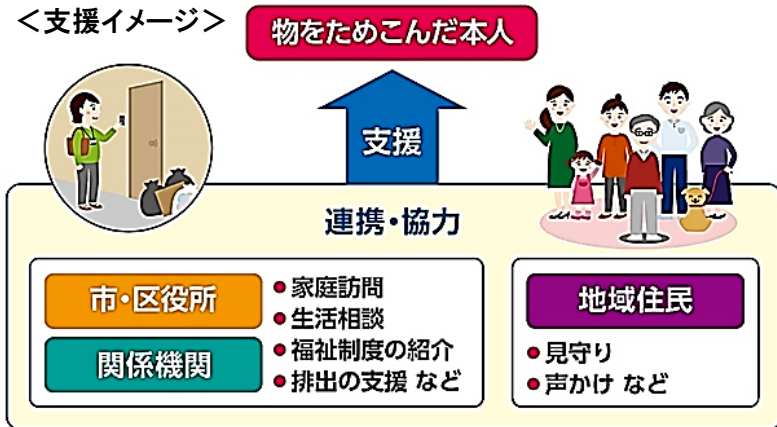 ＜支援イメージ＞
物をためこんだ本人
支援
連携・協力
市・区役所
関係機関
●家庭訪問
●生活相談
●福祉制度の紹介
●排出の支援 など
地域住民
●見守り
●声かけ など